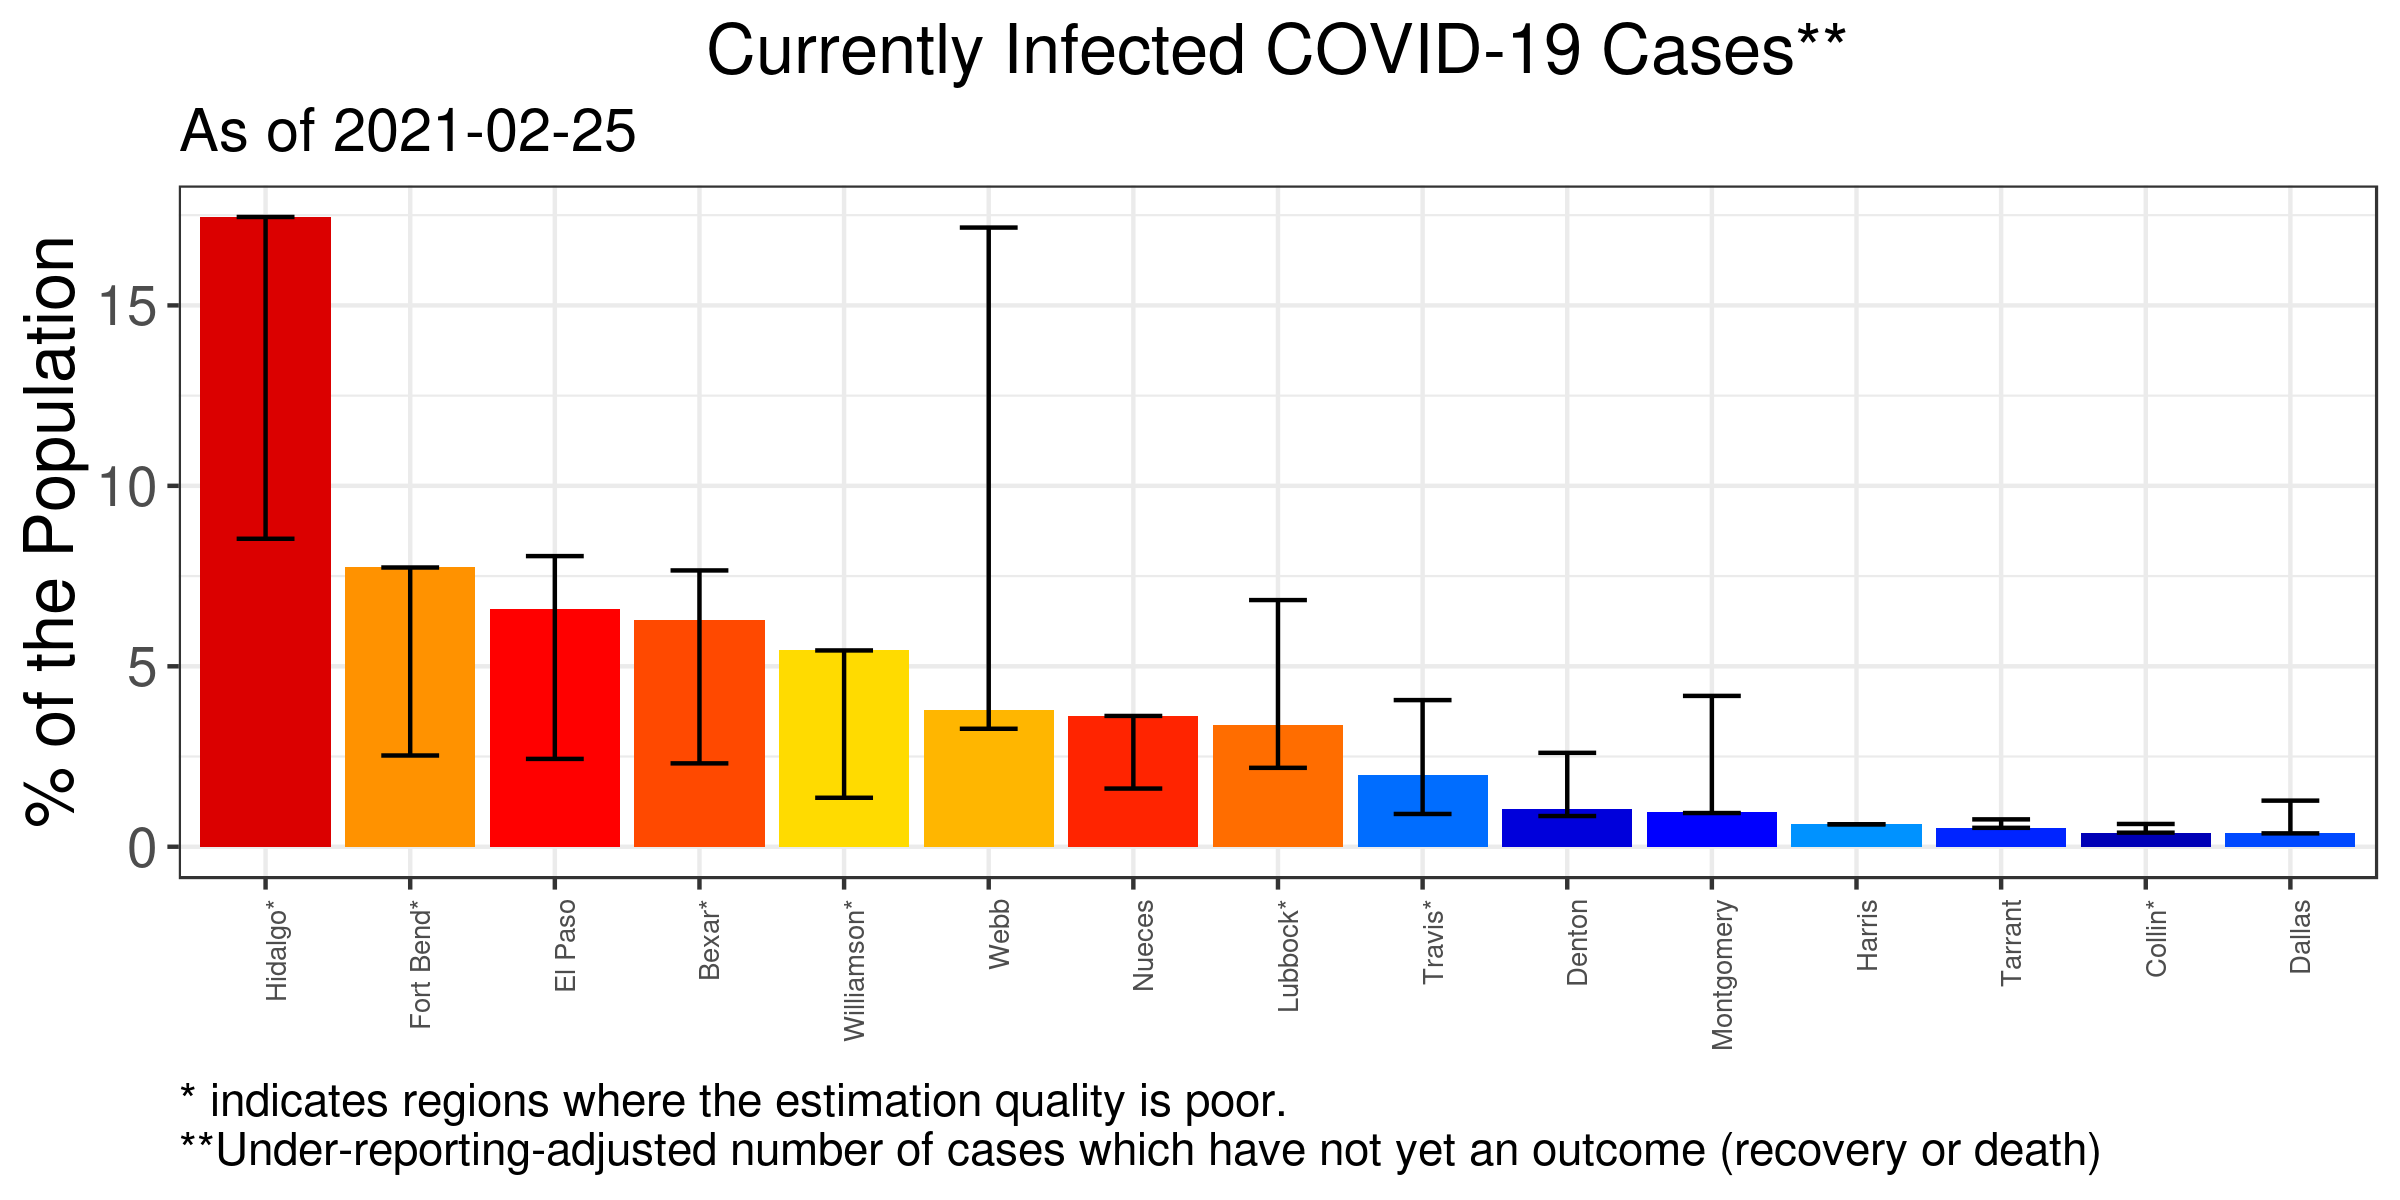 Currently Infected COVID-19 Cases**
As of 2021-02-25
% of the Population
15
10
5
0
Hidalgo*
Fort Bend*
El Paso
Bexar*
Williamson*
Webb
Nueces
Lubbock*
Travis*
Denton
Montgomery
Harris
Tarrant
Collin*
Dallas
* indicates regions where the estimation quality is poor.
**Under-reporting-adjusted number of cases which have not yet an outcome (recovery or death)